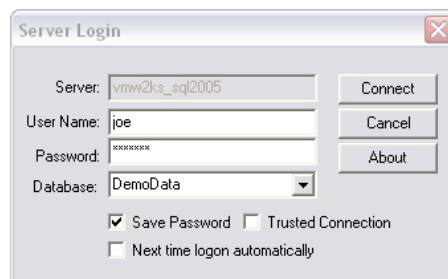 Server Login
Server: vmw2ks_sql2005
Connect
User Name: joe
Cancel
Password: xxxxxxx
About
Database: DemoData
Save Password Trusted Connection
Next time logon automatically